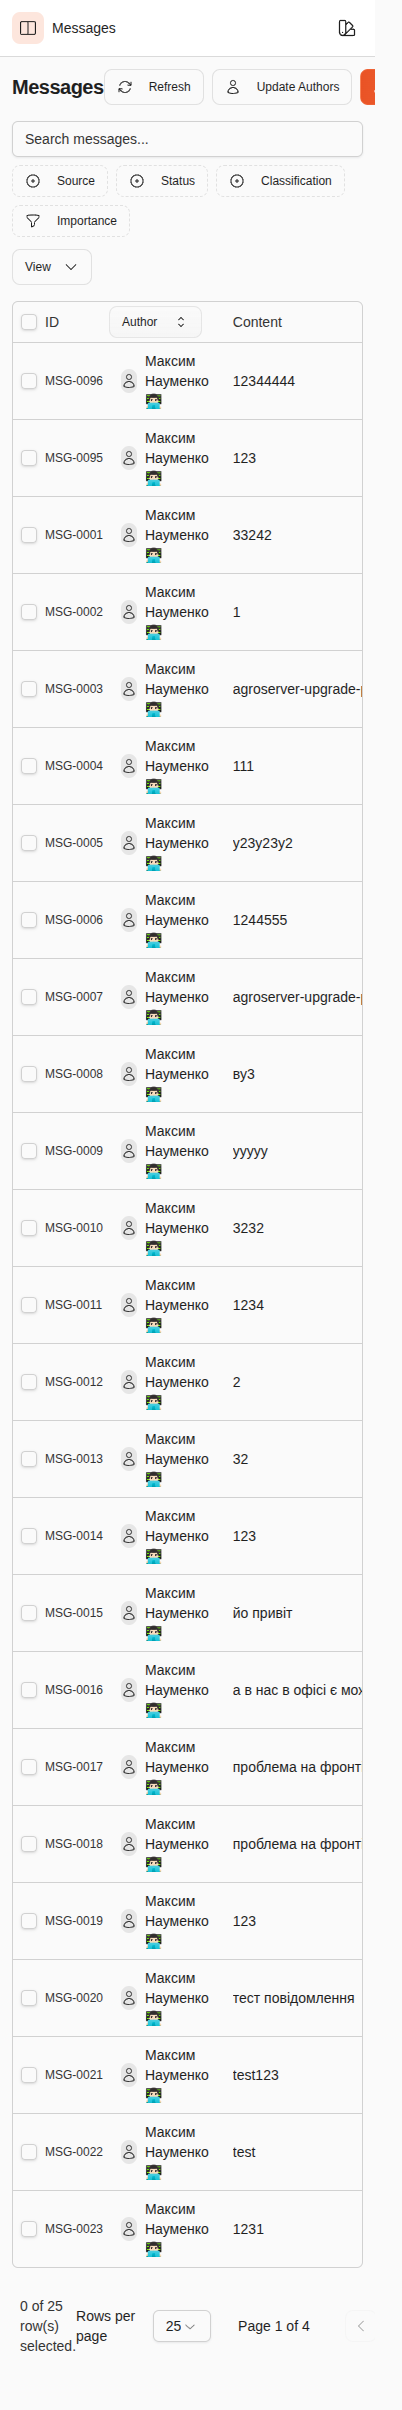 Messages
Messages Refresh Update Authors
Search messages...
Source Status Classification
Importance
View
ID Author Content
MSG-0096 Максим Науменко 👨🏻‍💻 12344444
MSG-0095 Максим Науменко 👨🏻‍💻 123
MSG-0001 Максим Науменко 👨🏻‍💻 33242
MSG-0002 Максим Науменко 👨🏻‍💻 1
MSG-0003 Максим Науменко 👨🏻‍💻 agroserver-upgrade-
MSG-0004 Максим Науменко 👨🏻‍💻 111
MSG-0005 Максим Науменко 👨🏻‍💻 y23y23y2
MSG-0006 Максим Науменко 👨🏻‍💻 1244555
MSG-0007 Максим Науменко 👨🏻‍💻 agroserver-upgrade-
MSG-0008 Максим Науменко 👨🏻‍💻 ву3
MSG-0009 Максим Науменко 👨🏻‍💻 yyyyy
MSG-0010 Максим Науменко 👨🏻‍💻 3232
MSG-0011 Максим Науменко 👨🏻‍💻 1234
MSG-0012 Максим Науменко 👨🏻‍💻 2
MSG-0013 Максим Науменко 👨🏻‍💻 32
MSG-0014 Максим Науменко 👨🏻‍💻 123
MSG-0015 Максим Науменко 👨🏻‍💻 йо привіт
MSG-0016 Максим Науменко 👨🏻‍💻 а в нас в офісі є
MSG-0017 Максим Науменко 👨🏻‍💻 проблема на фронт
MSG-0018 Максим Науменко 👨🏻‍💻 проблема на фронт
MSG-0019 Максим Науменко 👨🏻‍💻 123
MSG-0020 Максим Науменко 👨🏻‍💻 тест повідомлення
MSG-0021 Максим Науменко 👨🏻‍💻 test123
MSG-0022 Максим Науменко 👨🏻‍💻 test
MSG-0023 Максим Науменко 👨🏻‍💻 1231
0 of 25 row(s) selected.
Rows per page
25
Page 1 of 4